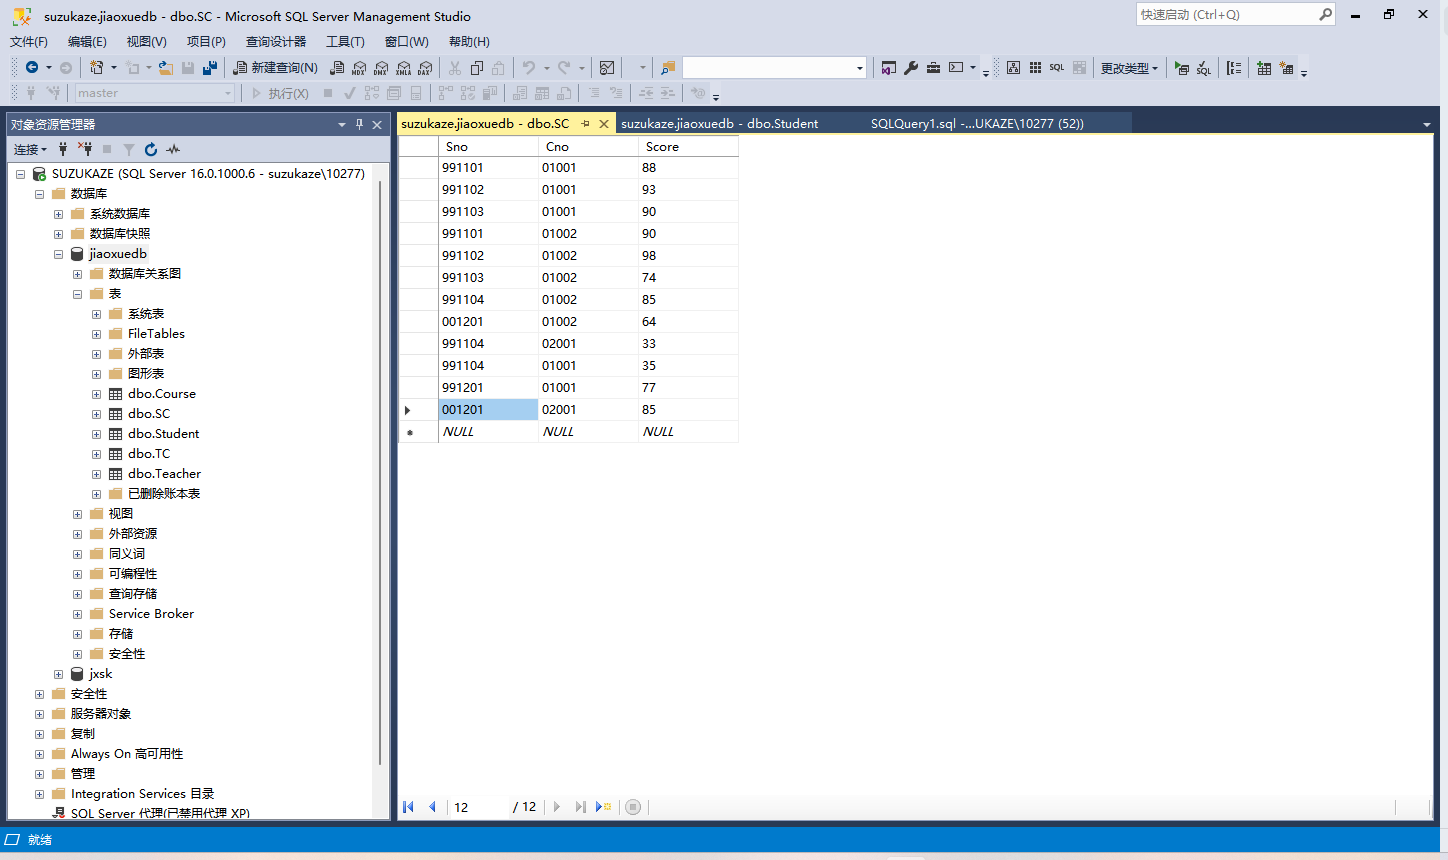 suzukaze.jiaoxuedb - dbo.SC - Microsoft SQL Server Management Studio
快速启动 (Ctrl+Q)
文件(F) 编辑(E) 视图(V) 项目(P) 查询设计器 工具(T) 窗口(W) 帮助(H)
新建查询(N) MDX DMX XMLA DAX SQL 更改类型 SQL
master 执行(X)
对象资源管理器
连接
SUZUKAZE (SQL Server 16.0.1000.6 - suzukaze\10277)
数据库
系统数据库
数据库快照
jiaoxuedb
数据库关系图
表
系统表
FileTables
外部表
图形表
dbo.Course
dbo.SC
dbo.Student
dbo.TC
dbo.Teacher
已删除账本表
视图
外部资源
同义词
可编程性
查询存储
Service Broker
存储
安全性
jxsk
安全性
服务器对象
复制
Always On 高可用性
管理
Integration Services 目录
SQL Server 代理(已禁用代理 XP)
suzukaze.jiaoxuedb - dbo.SC suzukaze.jiaoxuedb - dbo.Student SQLQuery1.sql -...UKAZE\10277 (52))
Sno Cno Score
991101 01001 88
991102 01001 93
991103 01001 90
991101 01002 90
991102 01002 98
991103 01002 74
991104 01002 85
001201 01002 64
991104 02001 33
991104 01001 35
991201 01001 77
001201 02001 85
NULL NULL NULL
12 / 12
就绪